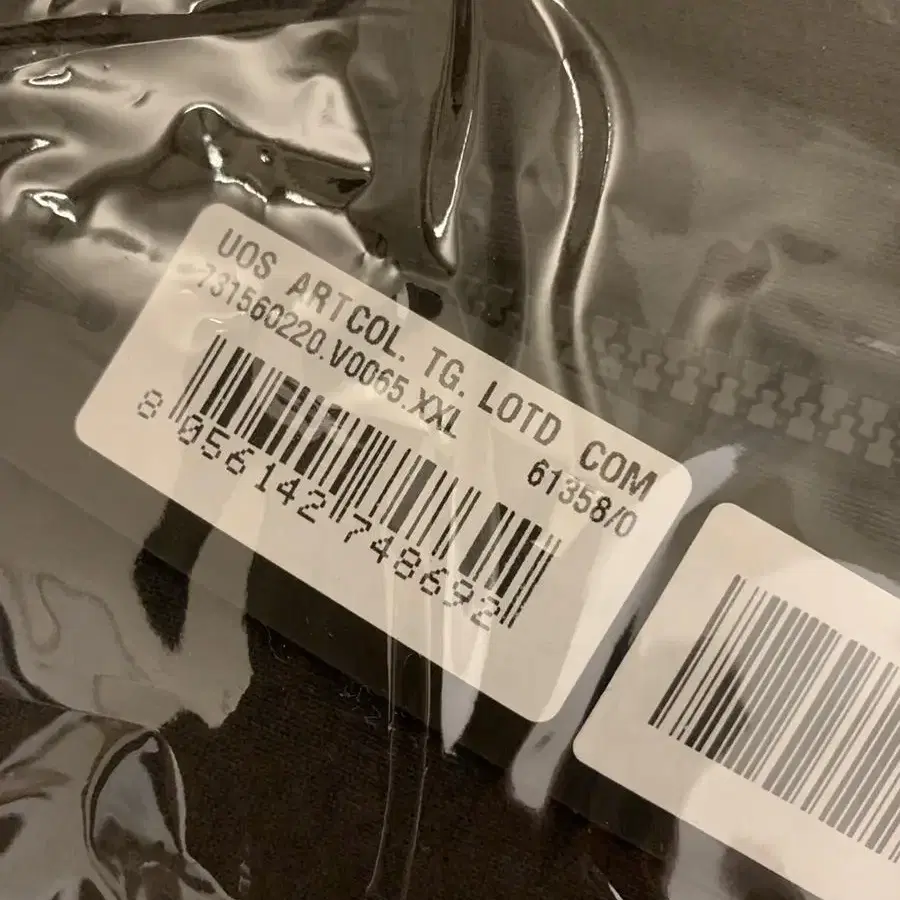 UOS ARTCOL. TG. LOTD COM
731560220.V0065.XXL
61358/0
8 056142 748692